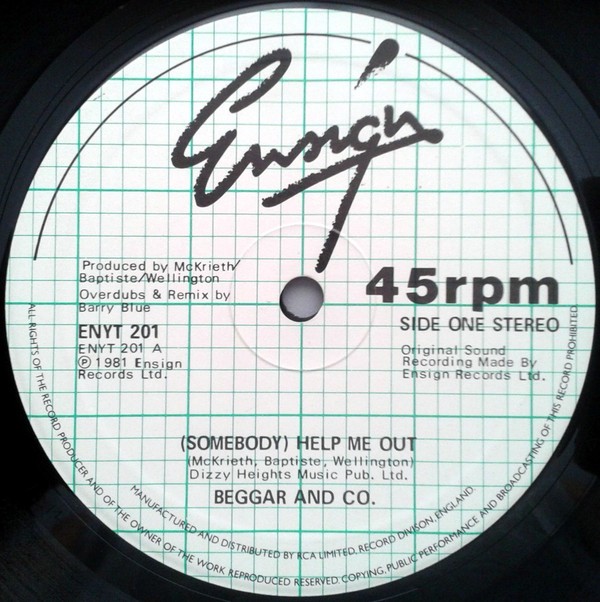 Ensign
Produced by McKrieth/
Baptiste/Wellington
Overdubs & Remix by
Barry Blue
ENYT 201
ENYT 201 A
℗ 1981 Ensign
Records Ltd.
45rpm
SIDE ONE STEREO
Original Sound
Recording Made By
Ensign Records Ltd.
(SOMEBODY) HELP ME OUT
(McKrieth, Baptiste, Wellington)
Dizzy Heights Music Pub. Ltd.
BEGGAR AND CO.
MANUFACTURED AND DISTRIBUTED BY RCA LIMITED, RECORD DIVISON, ENGLAND
ALL RIGHTS OF THE RECORD PRODUCER AND OF THE OWNER OF THE WORK REPRODUCED RESERVED. COPYING, PUBLIC PERFORMANCE AND BROADCASTING OF THIS RECORD PROHIBITED.